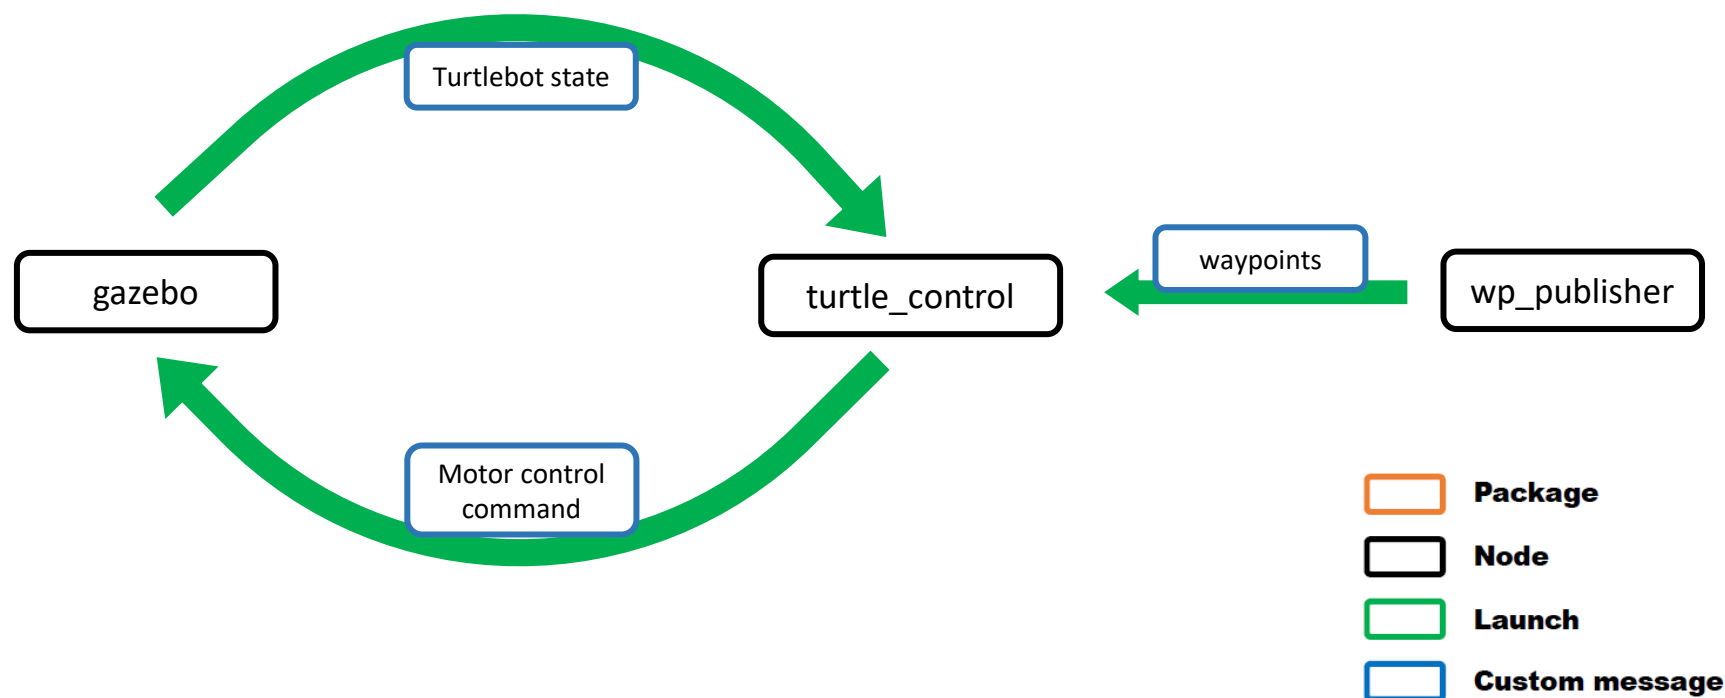 Turtlebot state
gazebo
turtle_control
waypoints
wp_publisher
Motor control
command
Package
Node
Launch
Custom message